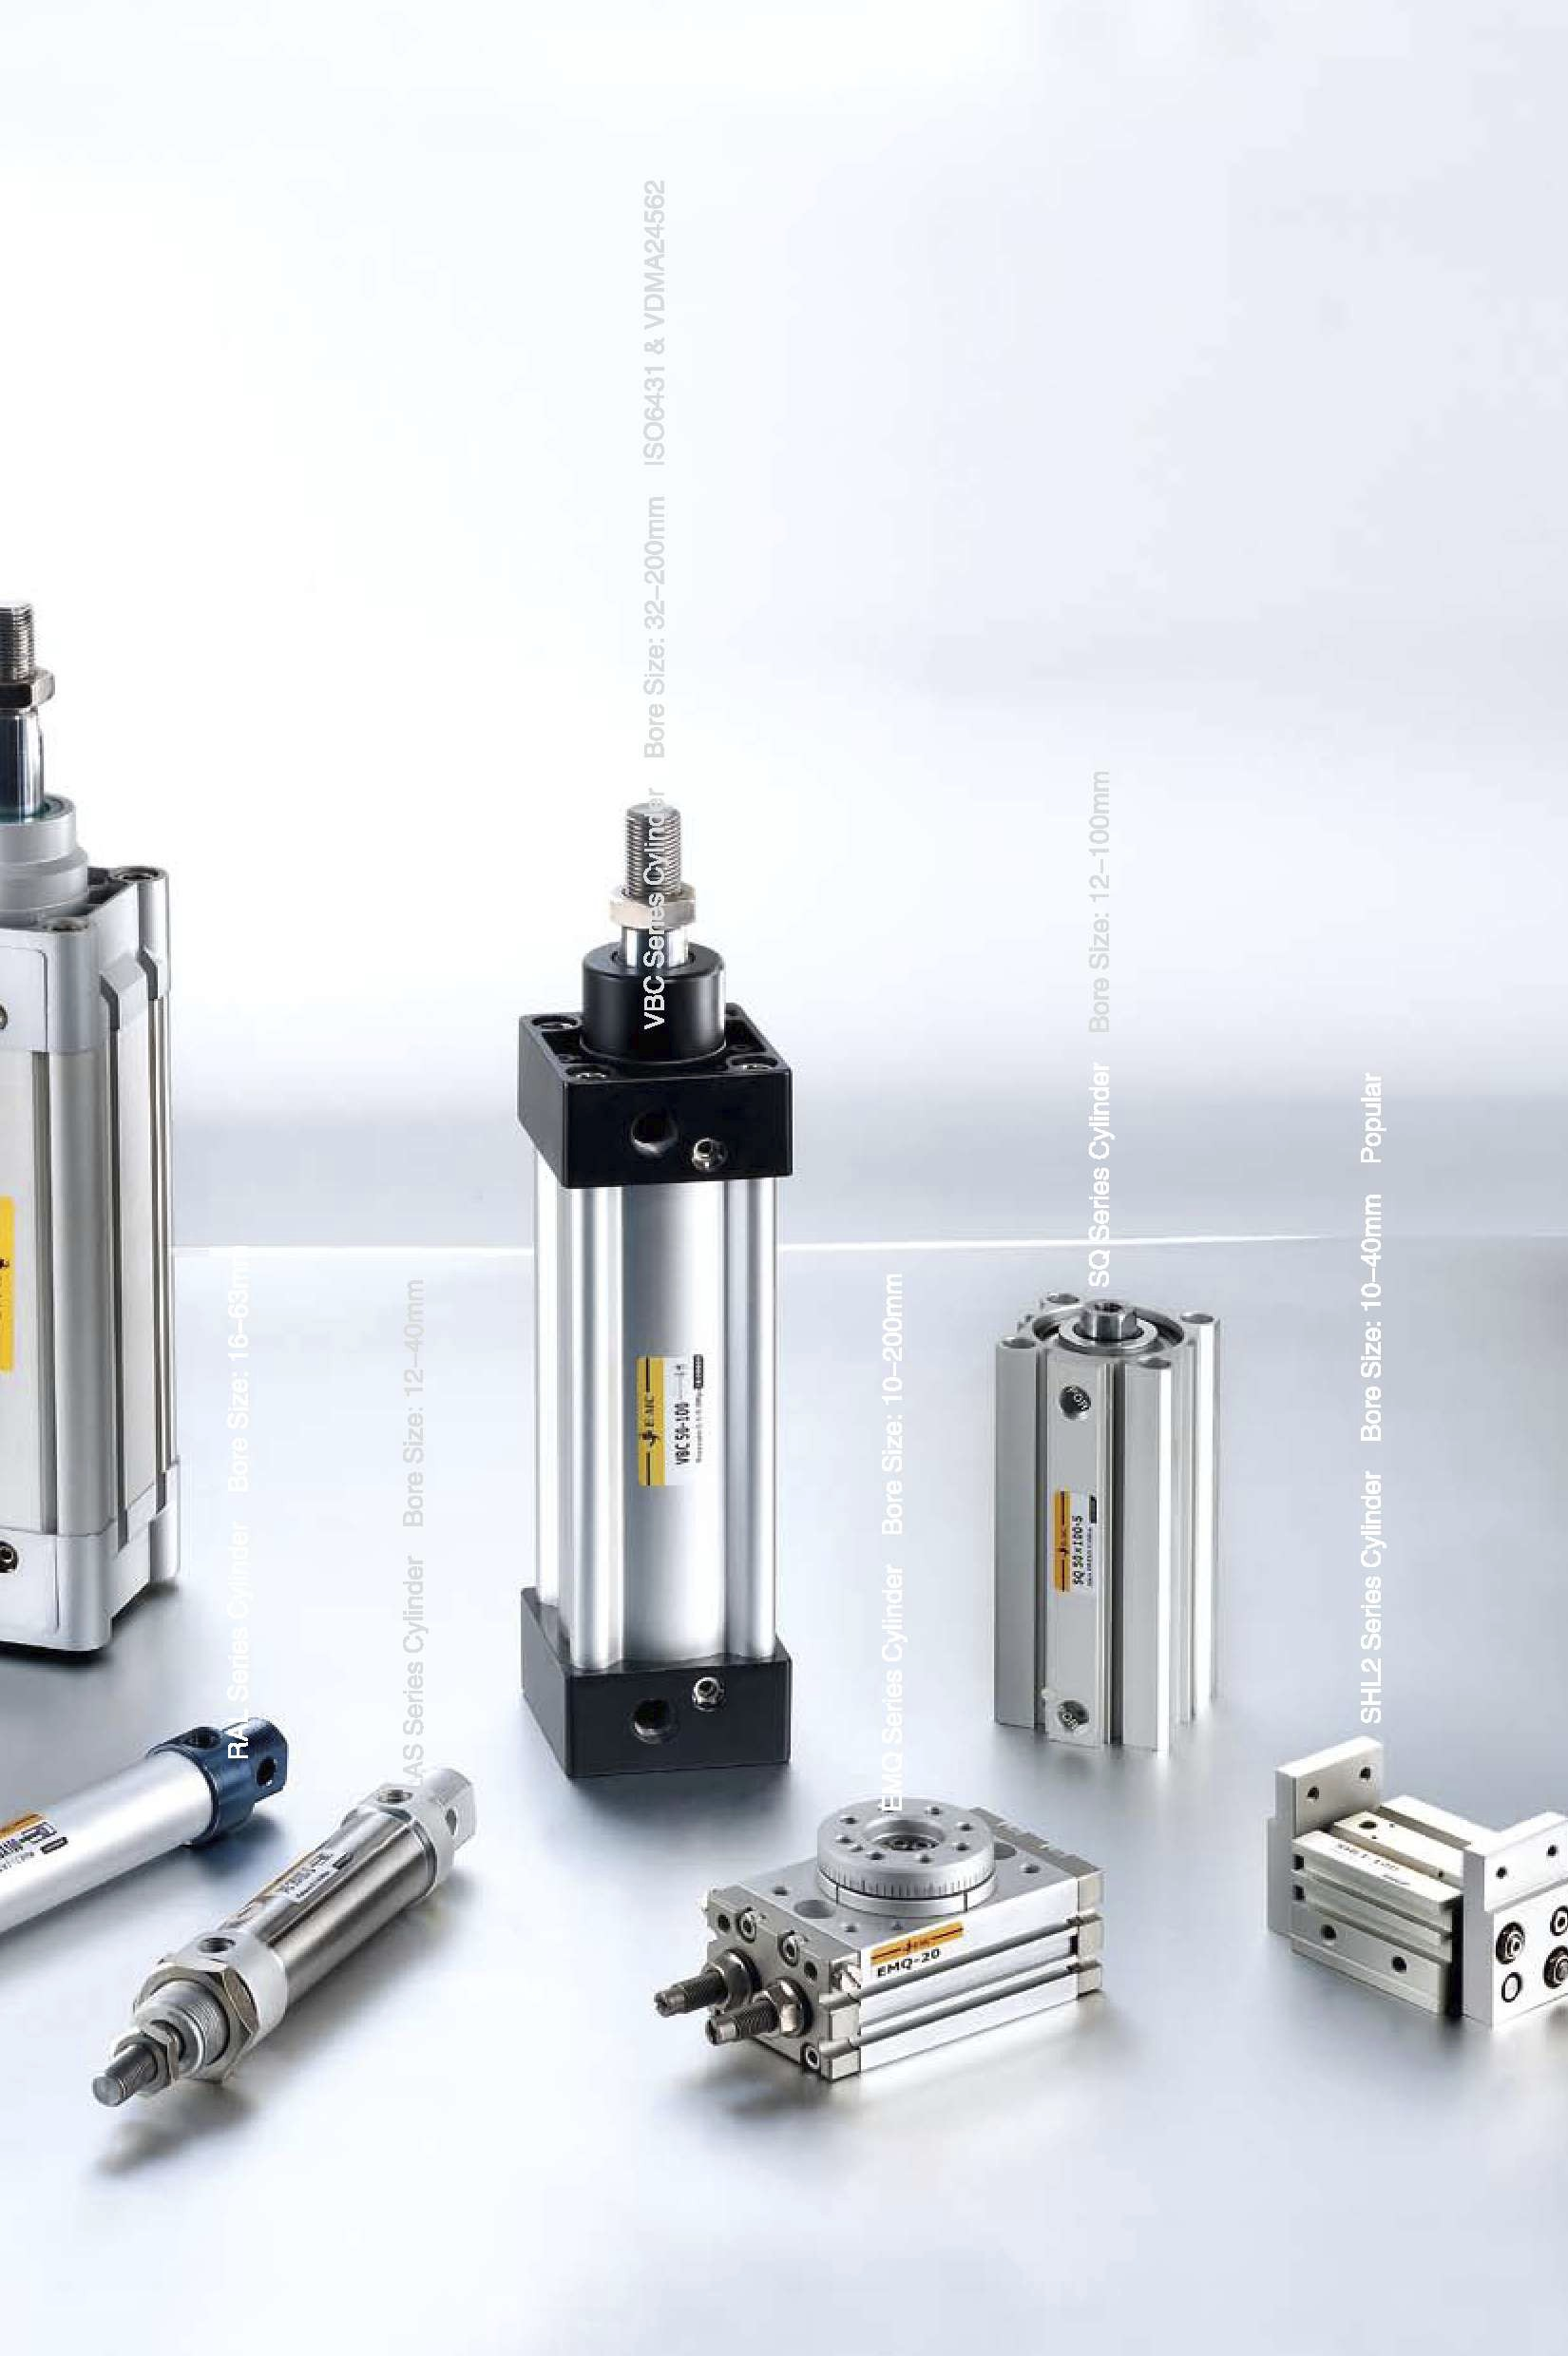 RAL Series Cylinder Bore Size: 16–63mm
AS Series Cylinder Bore Size: 12–40mm
VBC Series Cylinder Bore Size: 32–200mm ISO6431 & VDMA24562
EMQ Series Cylinder Bore Size: 10–200mm
SQ Series Cylinder Bore Size: 12–100mm
SHL2 Series Cylinder Bore Size: 10–40mm Popular
E·MC
VBC 50-100
SQ 50x100-S
EMQ-20